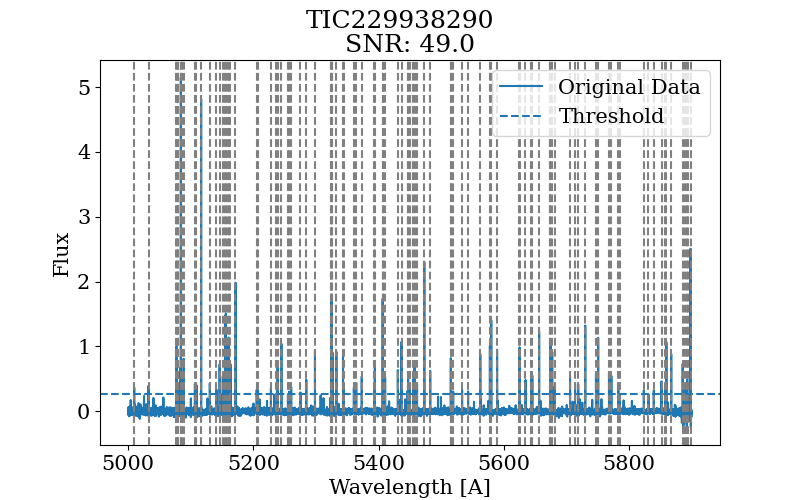 TIC229938290
SNR: 49.0
Original Data
Threshold
Flux
5
4
3
2
1
0
5000 5200 5400 5600 5800
Wavelength [A]